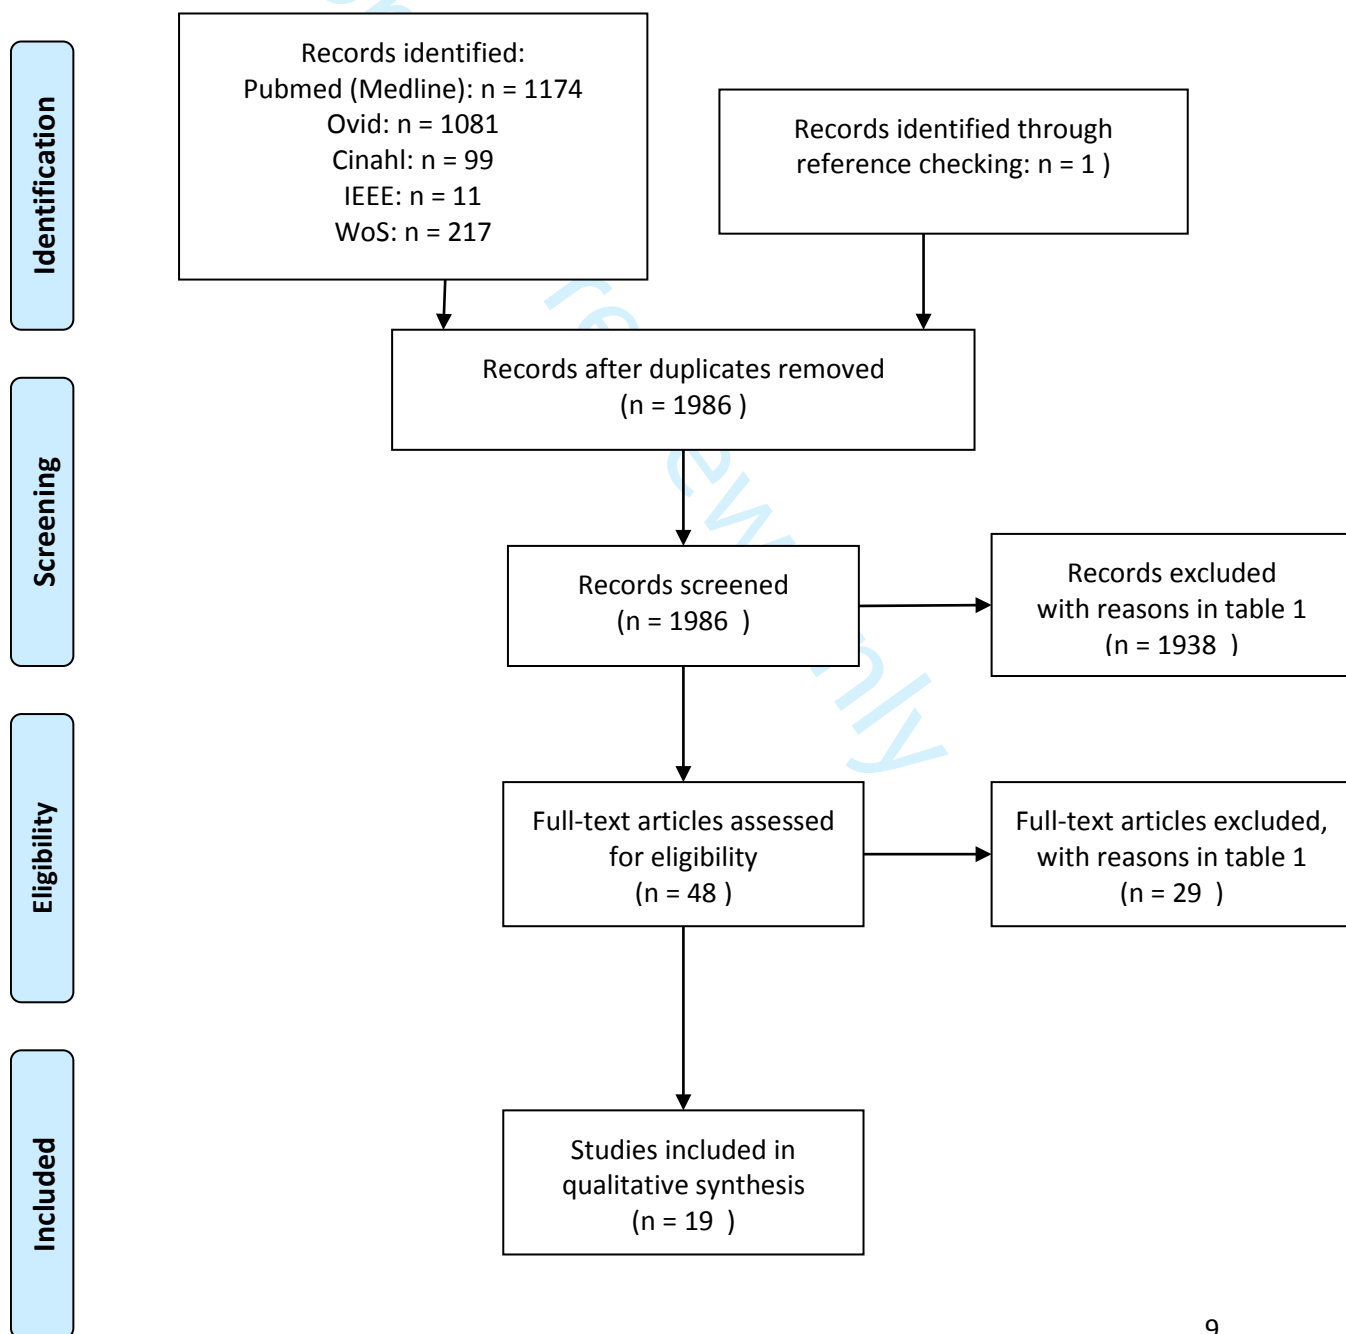 Identification
Records identified:
Pubmed (Medline): n = 1174
Ovid: n = 1081
Cinahl: n = 99
IEEE: n = 11
WoS: n = 217
Records identified through
reference checking: n = 1 )
Records after duplicates removed
(n = 1986 )
Screening
Records screened
(n = 1986 )
Records excluded
with reasons in table 1
(n = 1938 )
Eligibility
Full-text articles assessed
for eligibility
(n = 48 )
Full-text articles excluded,
with reasons in table 1
(n = 29 )
Included
Studies included in
qualitative synthesis
(n = 19 )
9